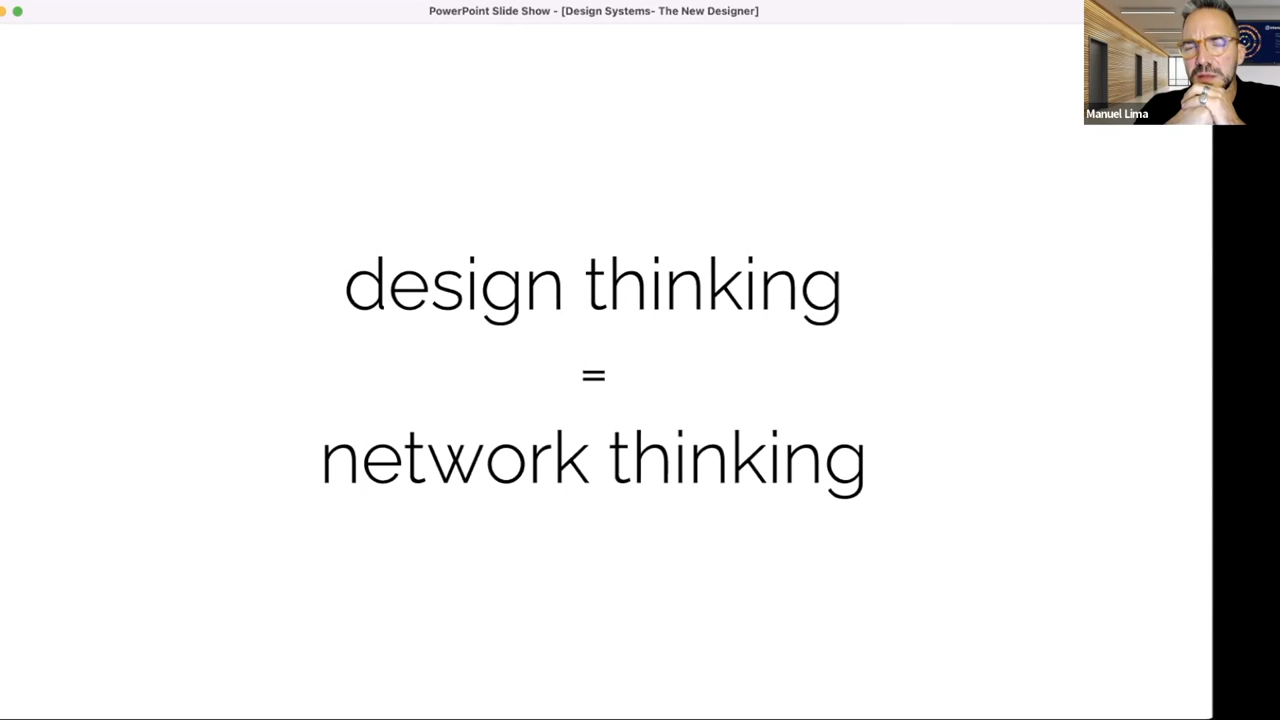 PowerPoint Slide Show - [Design Systems- The New Designer]
Manuel Lima
design thinking
=
network thinking